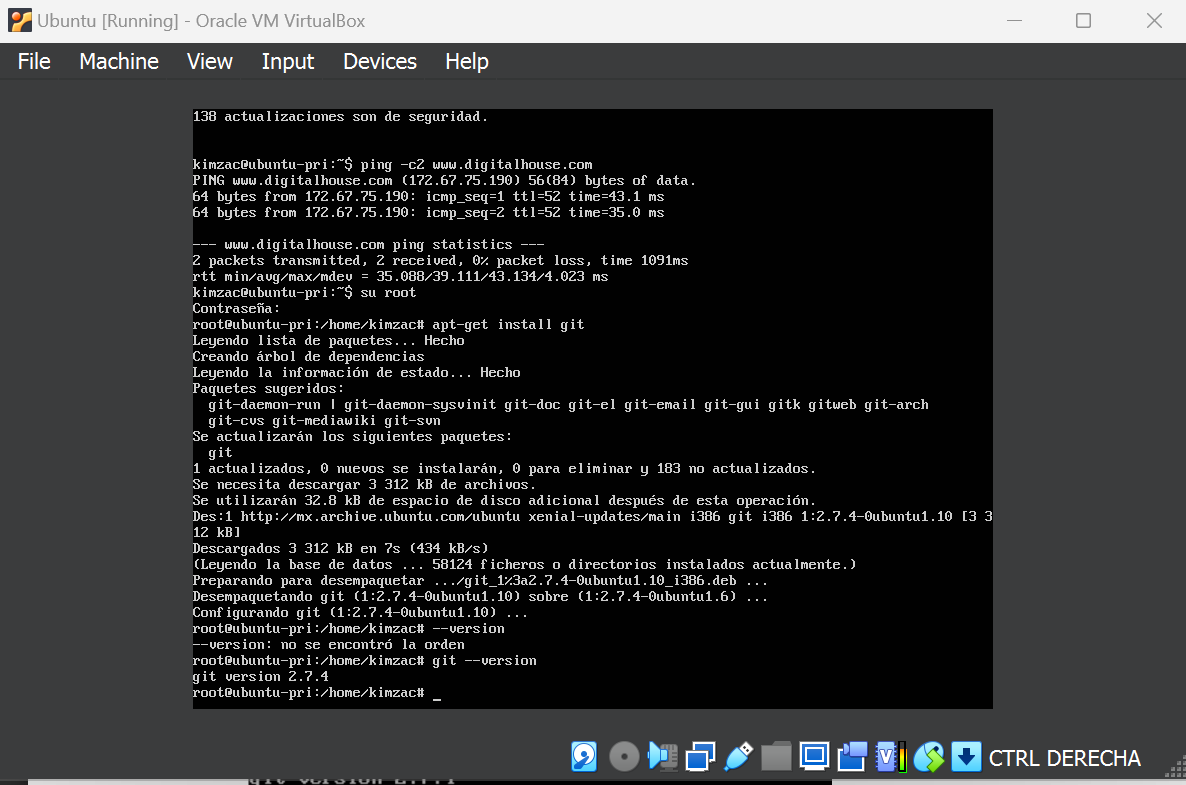 Ubuntu [Running] - Oracle VM VirtualBox
File Machine View Input Devices Help
138 actualizaciones son de seguridad.
kimzac@ubuntu-pri:~$ ping -c2 www.digitalhouse.com
PING www.digitalhouse.com (172.67.75.190) 56(84) bytes of data.
64 bytes from 172.67.75.190: icmp_seq=1 ttl=52 time=43.1 ms
64 bytes from 172.67.75.190: icmp_seq=2 ttl=52 time=35.0 ms
--- www.digitalhouse.com ping statistics ---
2 packets transmitted, 2 received, 0% packet loss, time 1091ms
rtt min/avg/max/mdev = 35.088/39.111/43.134/4.023 ms
kimzac@ubuntu-pri:~$ su root
Contraseña:
root@ubuntu-pri:/home/kimzac# apt-get install git
Leyendo lista de paquetes... Hecho
Creando árbol de dependencias
Leyendo la información de estado... Hecho
Paquetes sugeridos:
git-daemon-run | git-daemon-sysvinit git-doc git-el git-email git-gui gitk gitweb git-arch
git-cvs git-mediawiki git-svn
Se actualizarán los siguientes paquetes:
git
1 actualizados, 0 nuevos se instalarán, 0 para eliminar y 183 no actualizados.
Se necesita descargar 3 312 kB de archivos.
Se utilizarán 32.8 kB de espacio de disco adicional después de esta operación.
Des:1 http://mx.archive.ubuntu.com/ubuntu xenial-updates/main i386 git i386 1:2.7.4-0ubuntu1.10 [3 3
12 kB]
Descargados 3 312 kB en 7s (434 kB/s)
(Leyendo la base de datos ... 58124 ficheros o directorios instalados actualmente.)
Preparando para desempaquetar .../git_1%3a2.7.4-0ubuntu1.10_i386.deb ...
Desempaquetando git (1:2.7.4-0ubuntu1.10) sobre (1:2.7.4-0ubuntu1.6) ...
Configurando git (1:2.7.4-0ubuntu1.10) ...
root@ubuntu-pri:/home/kimzac# --version
--version: no se encontró la orden
root@ubuntu-pri:/home/kimzac# git --version
git version 2.7.4
root@ubuntu-pri:/home/kimzac# _
CTRL DERECHA